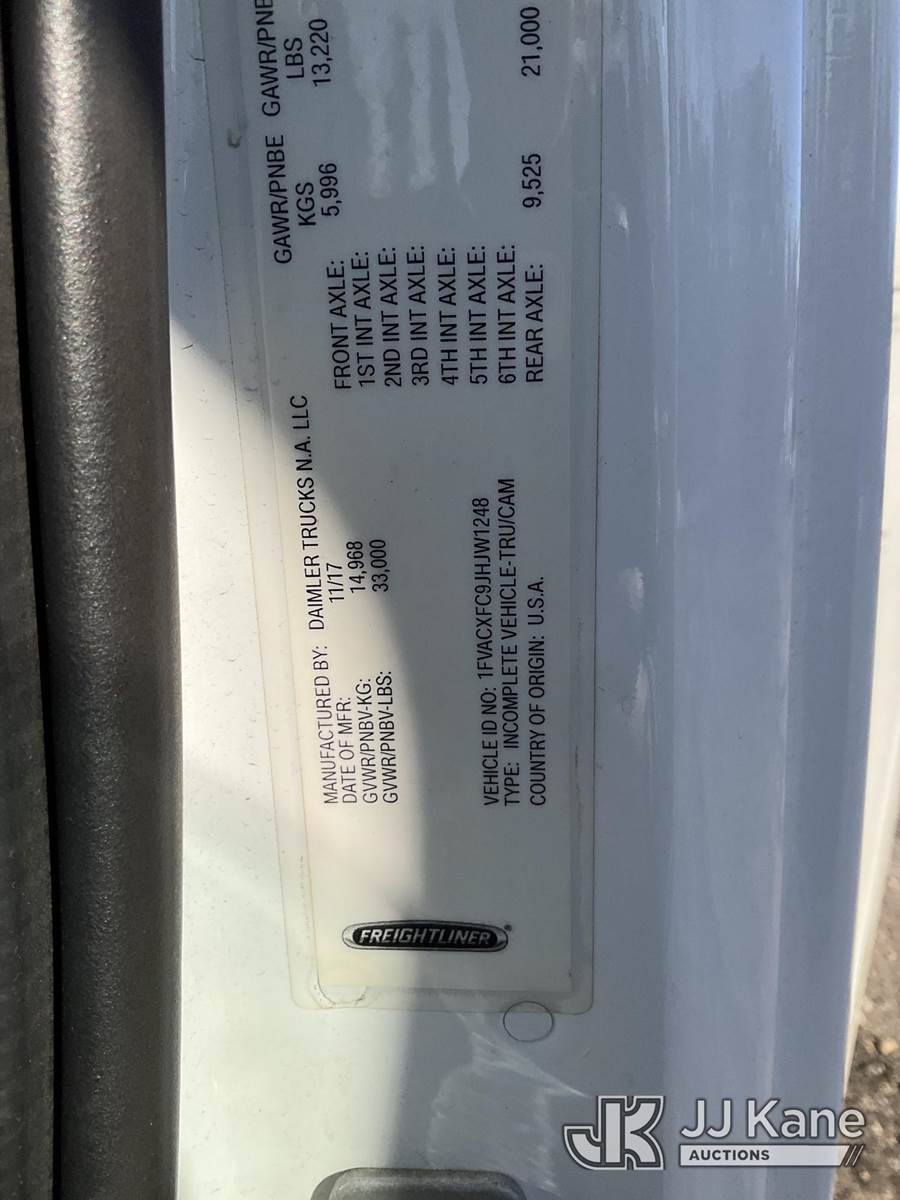 FREIGHTLINER®
MANUFACTURED BY: DAIMLER TRUCKS N.A. LLC
DATE OF MFR: 11/17
GVWR/PNBV-KG: 14,968
GVWR/PNBV-LBS: 33,000
VEHICLE ID NO: 1FVACXFC9JHJW1248
TYPE: INCOMPLETE VEHICLE-TRU/CAM
COUNTRY OF ORIGIN: U.S.A.
GAWR/PNBE GAWR/PNBE
KGS LBS
FRONT AXLE: 5,996 13,220
1ST INT AXLE:
2ND INT AXLE:
3RD INT AXLE:
4TH INT AXLE:
5TH INT AXLE:
6TH INT AXLE:
REAR AXLE: 9,525 21,000
JK JJ Kane
AUCTIONS